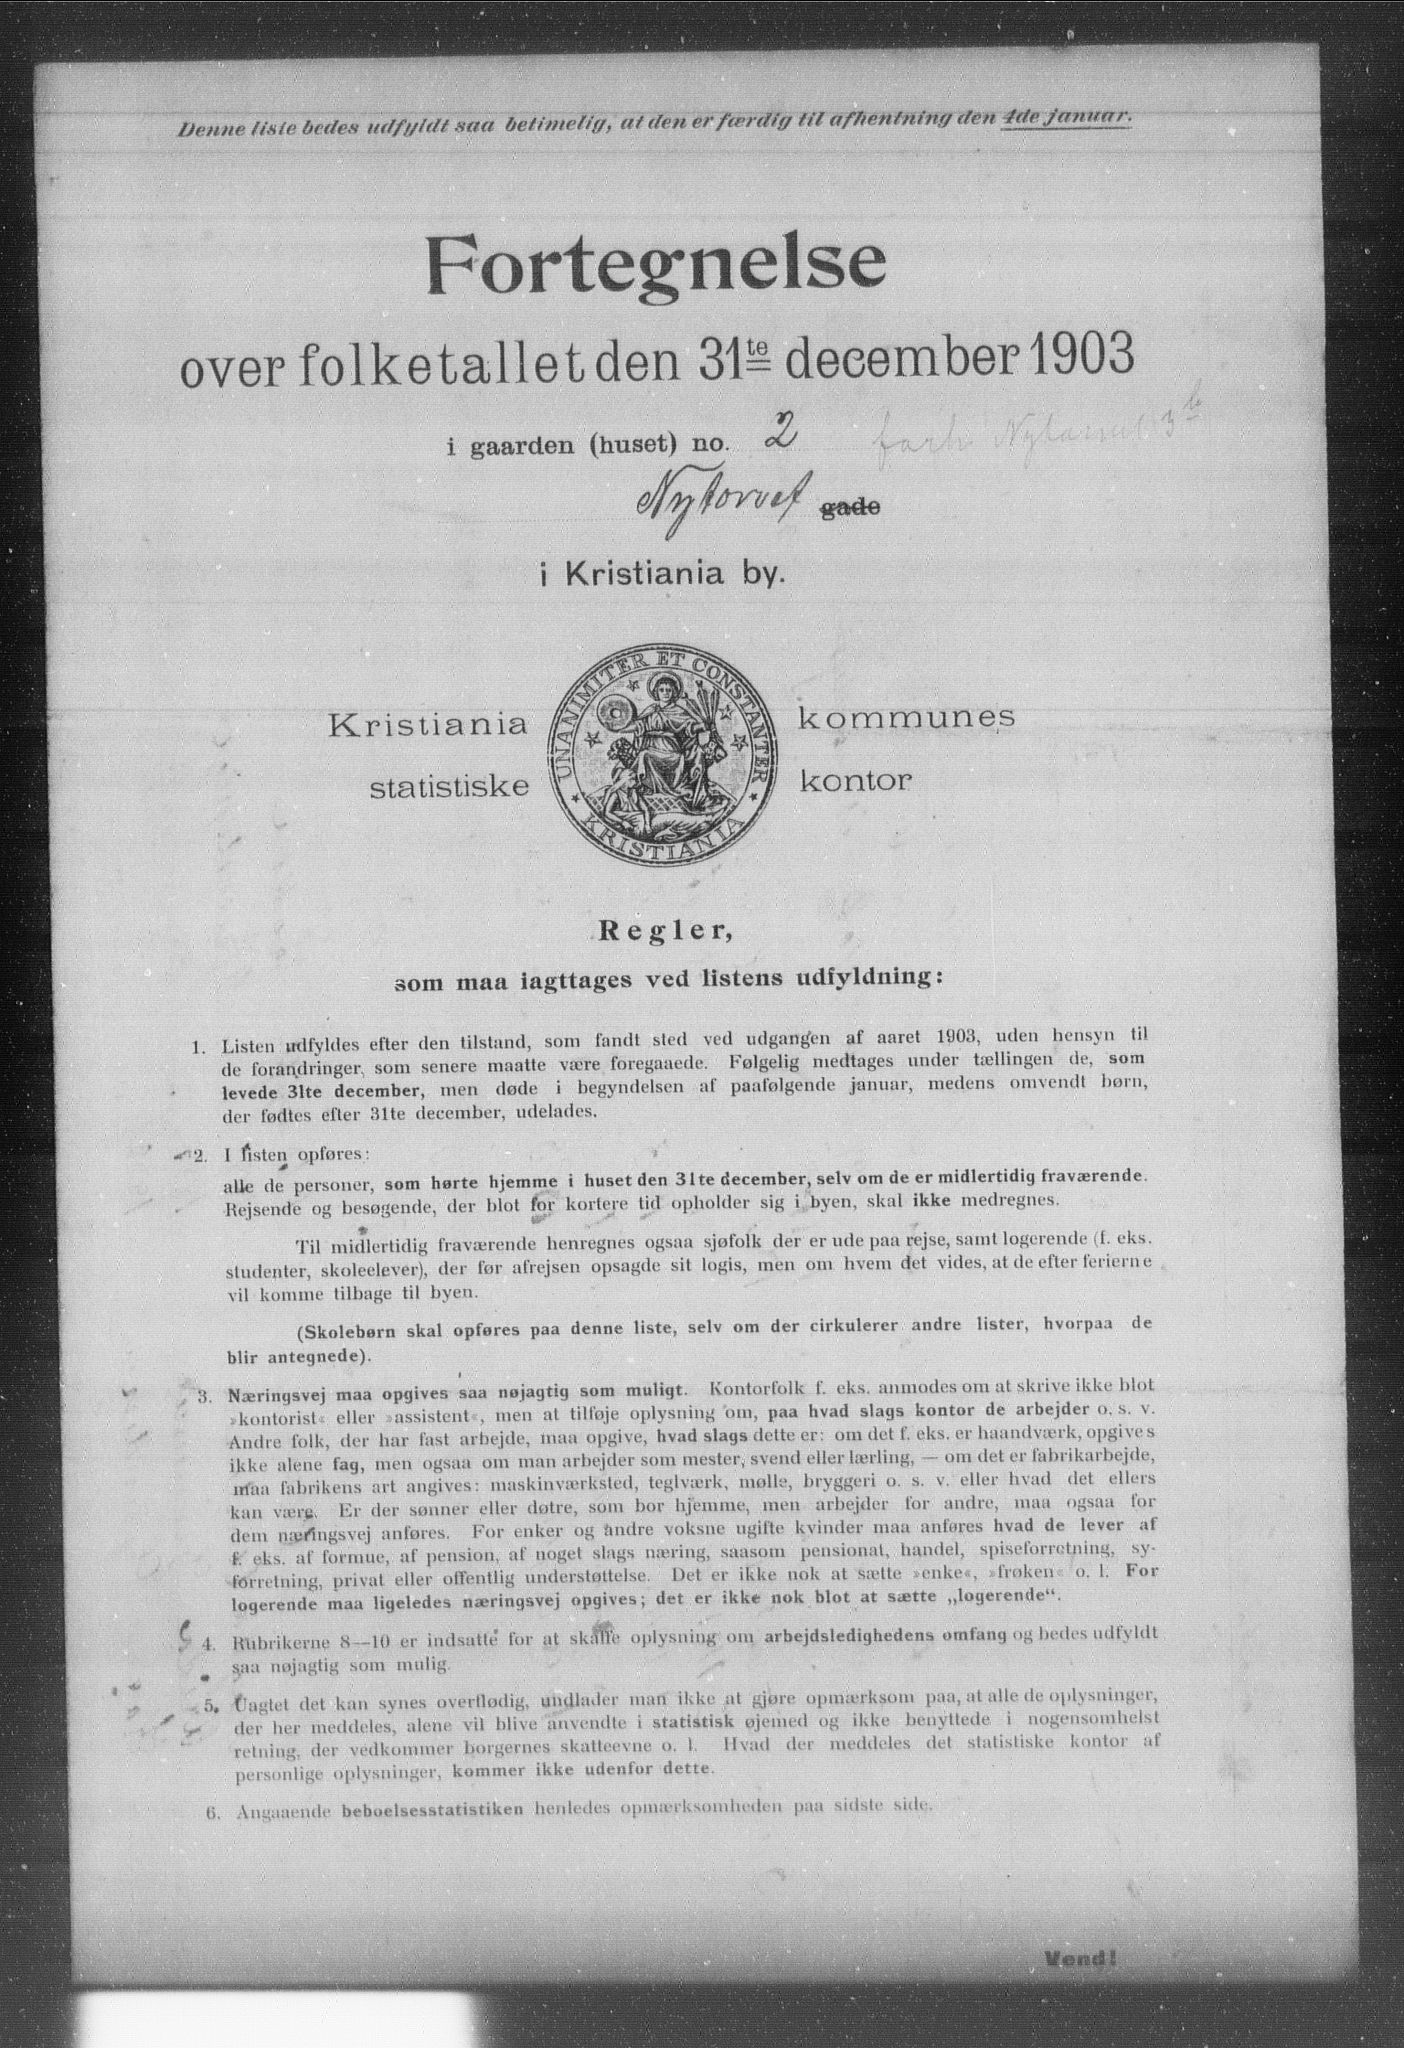 Denne liste bedes udfyldt saa betimelig, at den er færdig til afhentning den 4de januar.
Fortegnelse
over folketallet den 31te december 1903
i gaarden (huset) no. 2 Nytorvet 3b
Nytorvet gade
i Kristiania by.
Kristiania kommunes
statistiske kontor
UNANIMITER ET CONSTANTER
KRISTIANIA
Regler,
som maa iagttages ved listens udfyldning:
1. Listen udfyldes efter den tilstand, som fandt sted ved udgangen af aaret 1903, uden hensyn til
de forandringer, som senere maatte være foregaaede. Følgelig medtages under tællingen de, som
levede 31te december, men døde i begyndelsen af paafølgende januar, medens omvendt børn,
der fødtes efter 31te december, udelades.
2. I listen opføres:
alle de personer, som hørte hjemme i huset den 31te december, selv om de er midlertidig fraværende.
Rejsende og besøgende, der blot for kortere tid opholder sig i byen, skal ikke medregnes.
Til midlertidig fraværende henregnes ogsaa sjøfolk der er ude paa rejse, samt logerende (f. eks.
studenter, skoleelever), der før afrejsen opsagde sit logis, men om hvem det vides, at de efter ferierne
vil komme tilbage til byen.
(Skolebørn skal opføres paa denne liste, selv om der cirkulerer andre lister, hvorpaa de
blir antegnede).
3. Næringsvej maa opgives saa nøjagtig som muligt. Kontorfolk f. eks. anmodes om at skrive ikke blot
»kontorist« eller »assistent«, men at tilføje oplysning om, paa hvad slags kontor de arbejder o. s. v.
Andre folk, der har fast arbejde, maa opgive, hvad slags dette er: om det f. eks. er haandværk, opgives
ikke alene fag, men ogsaa om man arbejder som mester, svend eller lærling, — om det er fabrikarbejde,
maa fabrikens art angives: maskinværksted, teglværk, mølle, bryggeri o. s. v. eller hvad det ellers
kan være. Er der sønner eller døtre, som bor hjemme, men arbejder for andre, maa ogsaa for
dem næringsvej anføres. For enker og andre voksne ugifte kvinder maa anføres hvad de lever af
f. eks. af formue, af pension, af noget slags næring, saasom pensionat, handel, spiseforretning, sy-
forretning, privat eller offentlig understøttelse. Det er ikke nok at sætte »enke«, »frøken« o. l. For
logerende maa ligeledes næringsvej opgives; det er ikke nok blot at sætte „logerende“.
4. Rubrikerne 8—10 er indsatte for at skaffe oplysning om arbejdsledighedens omfang og bedes udfyldt
saa nøjagtig som mulig.
5. Uagtet det kan synes overflødig, undlader man ikke at gjøre opmærksom paa, at alle de oplysninger,
der her meddeles, alene vil blive anvendte i statistisk øjemed og ikke benyttede i nogensomhelst
retning, der vedkommer borgernes skatteevne o. l. Hvad der meddeles det statistiske kontor af
personlige oplysninger, kommer ikke udenfor dette.
6. Angaaende beboelsesstatistiken henledes opmærksomheden paa sidste side.
Vend!